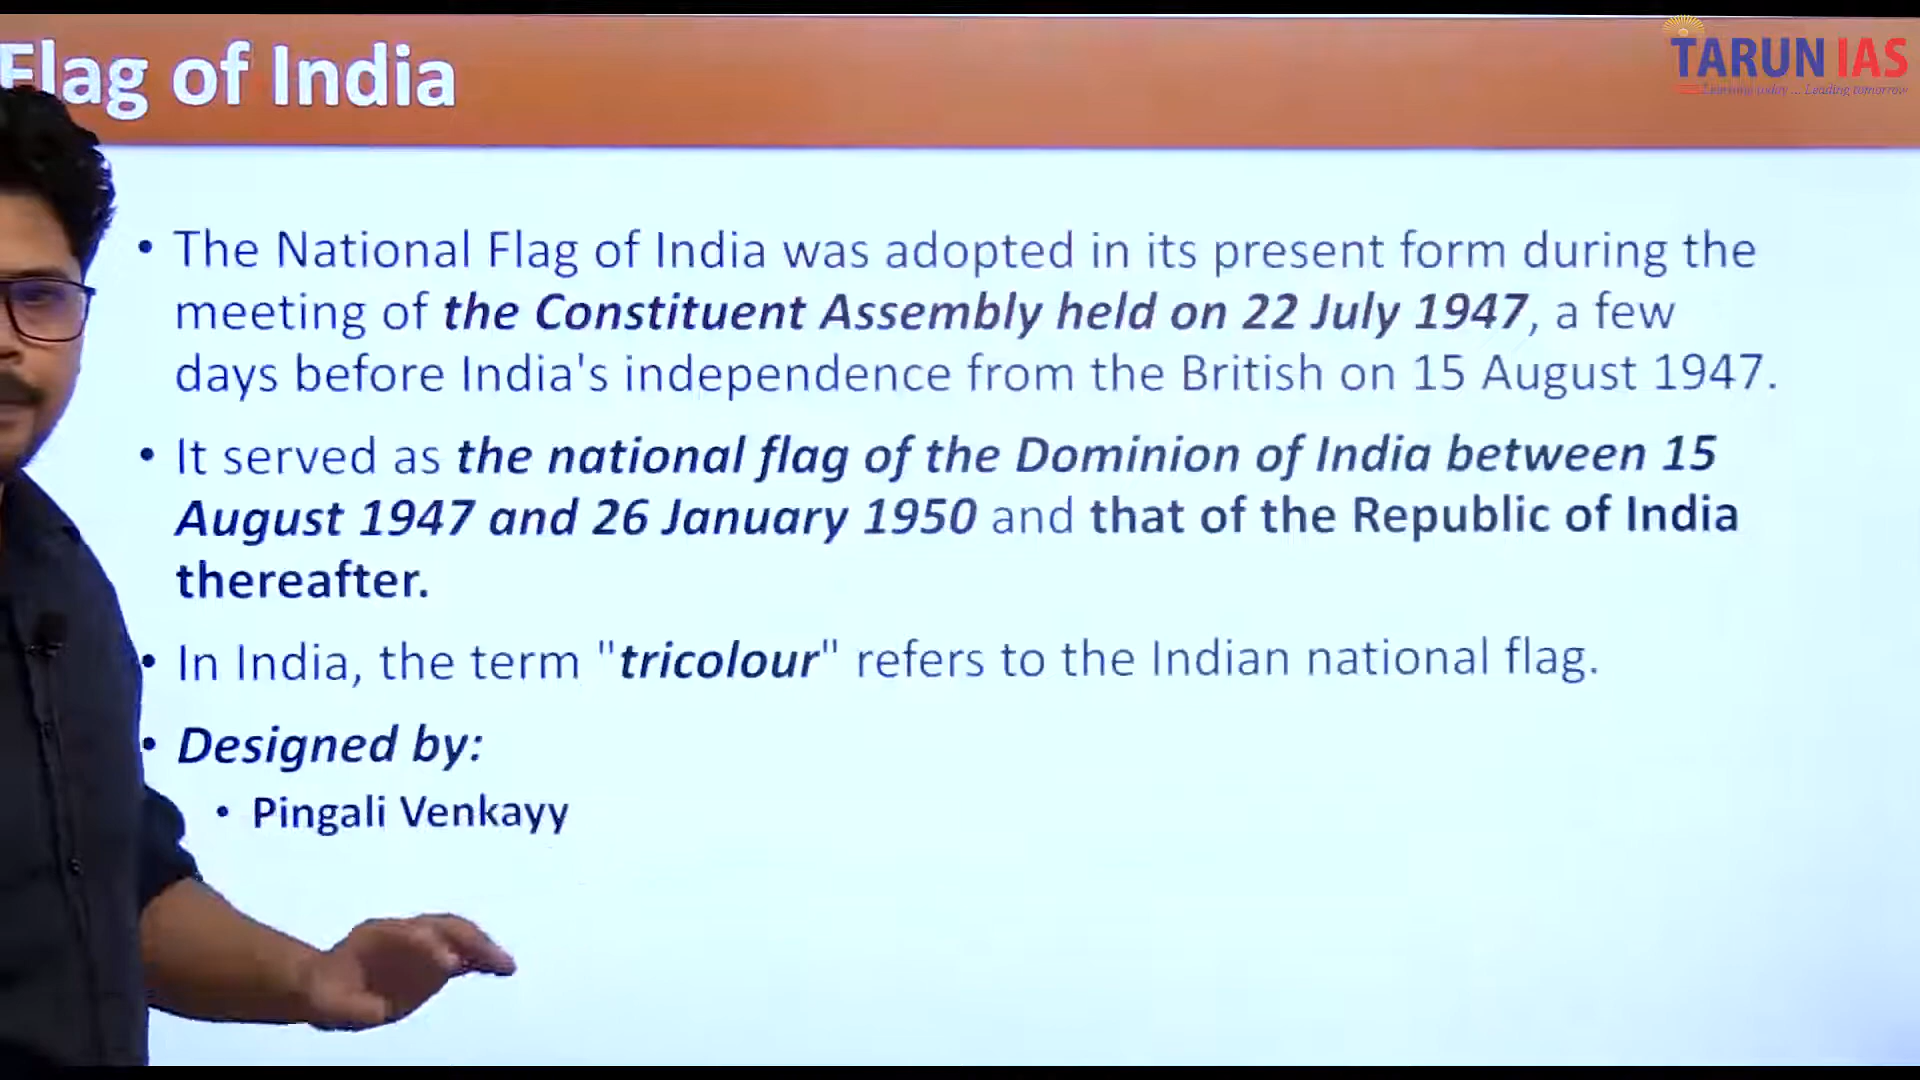 Flag of India
TARUN IAS
Learning today ... Leading tomorrow
• The National Flag of India was adopted in its present form during the
meeting of the Constituent Assembly held on 22 July 1947, a few
days before India's independence from the British on 15 August 1947.
• It served as the national flag of the Dominion of India between 15
August 1947 and 26 January 1950 and that of the Republic of India
thereafter.
• In India, the term "tricolour" refers to the Indian national flag.
• Designed by:
• Pingali Venkayy